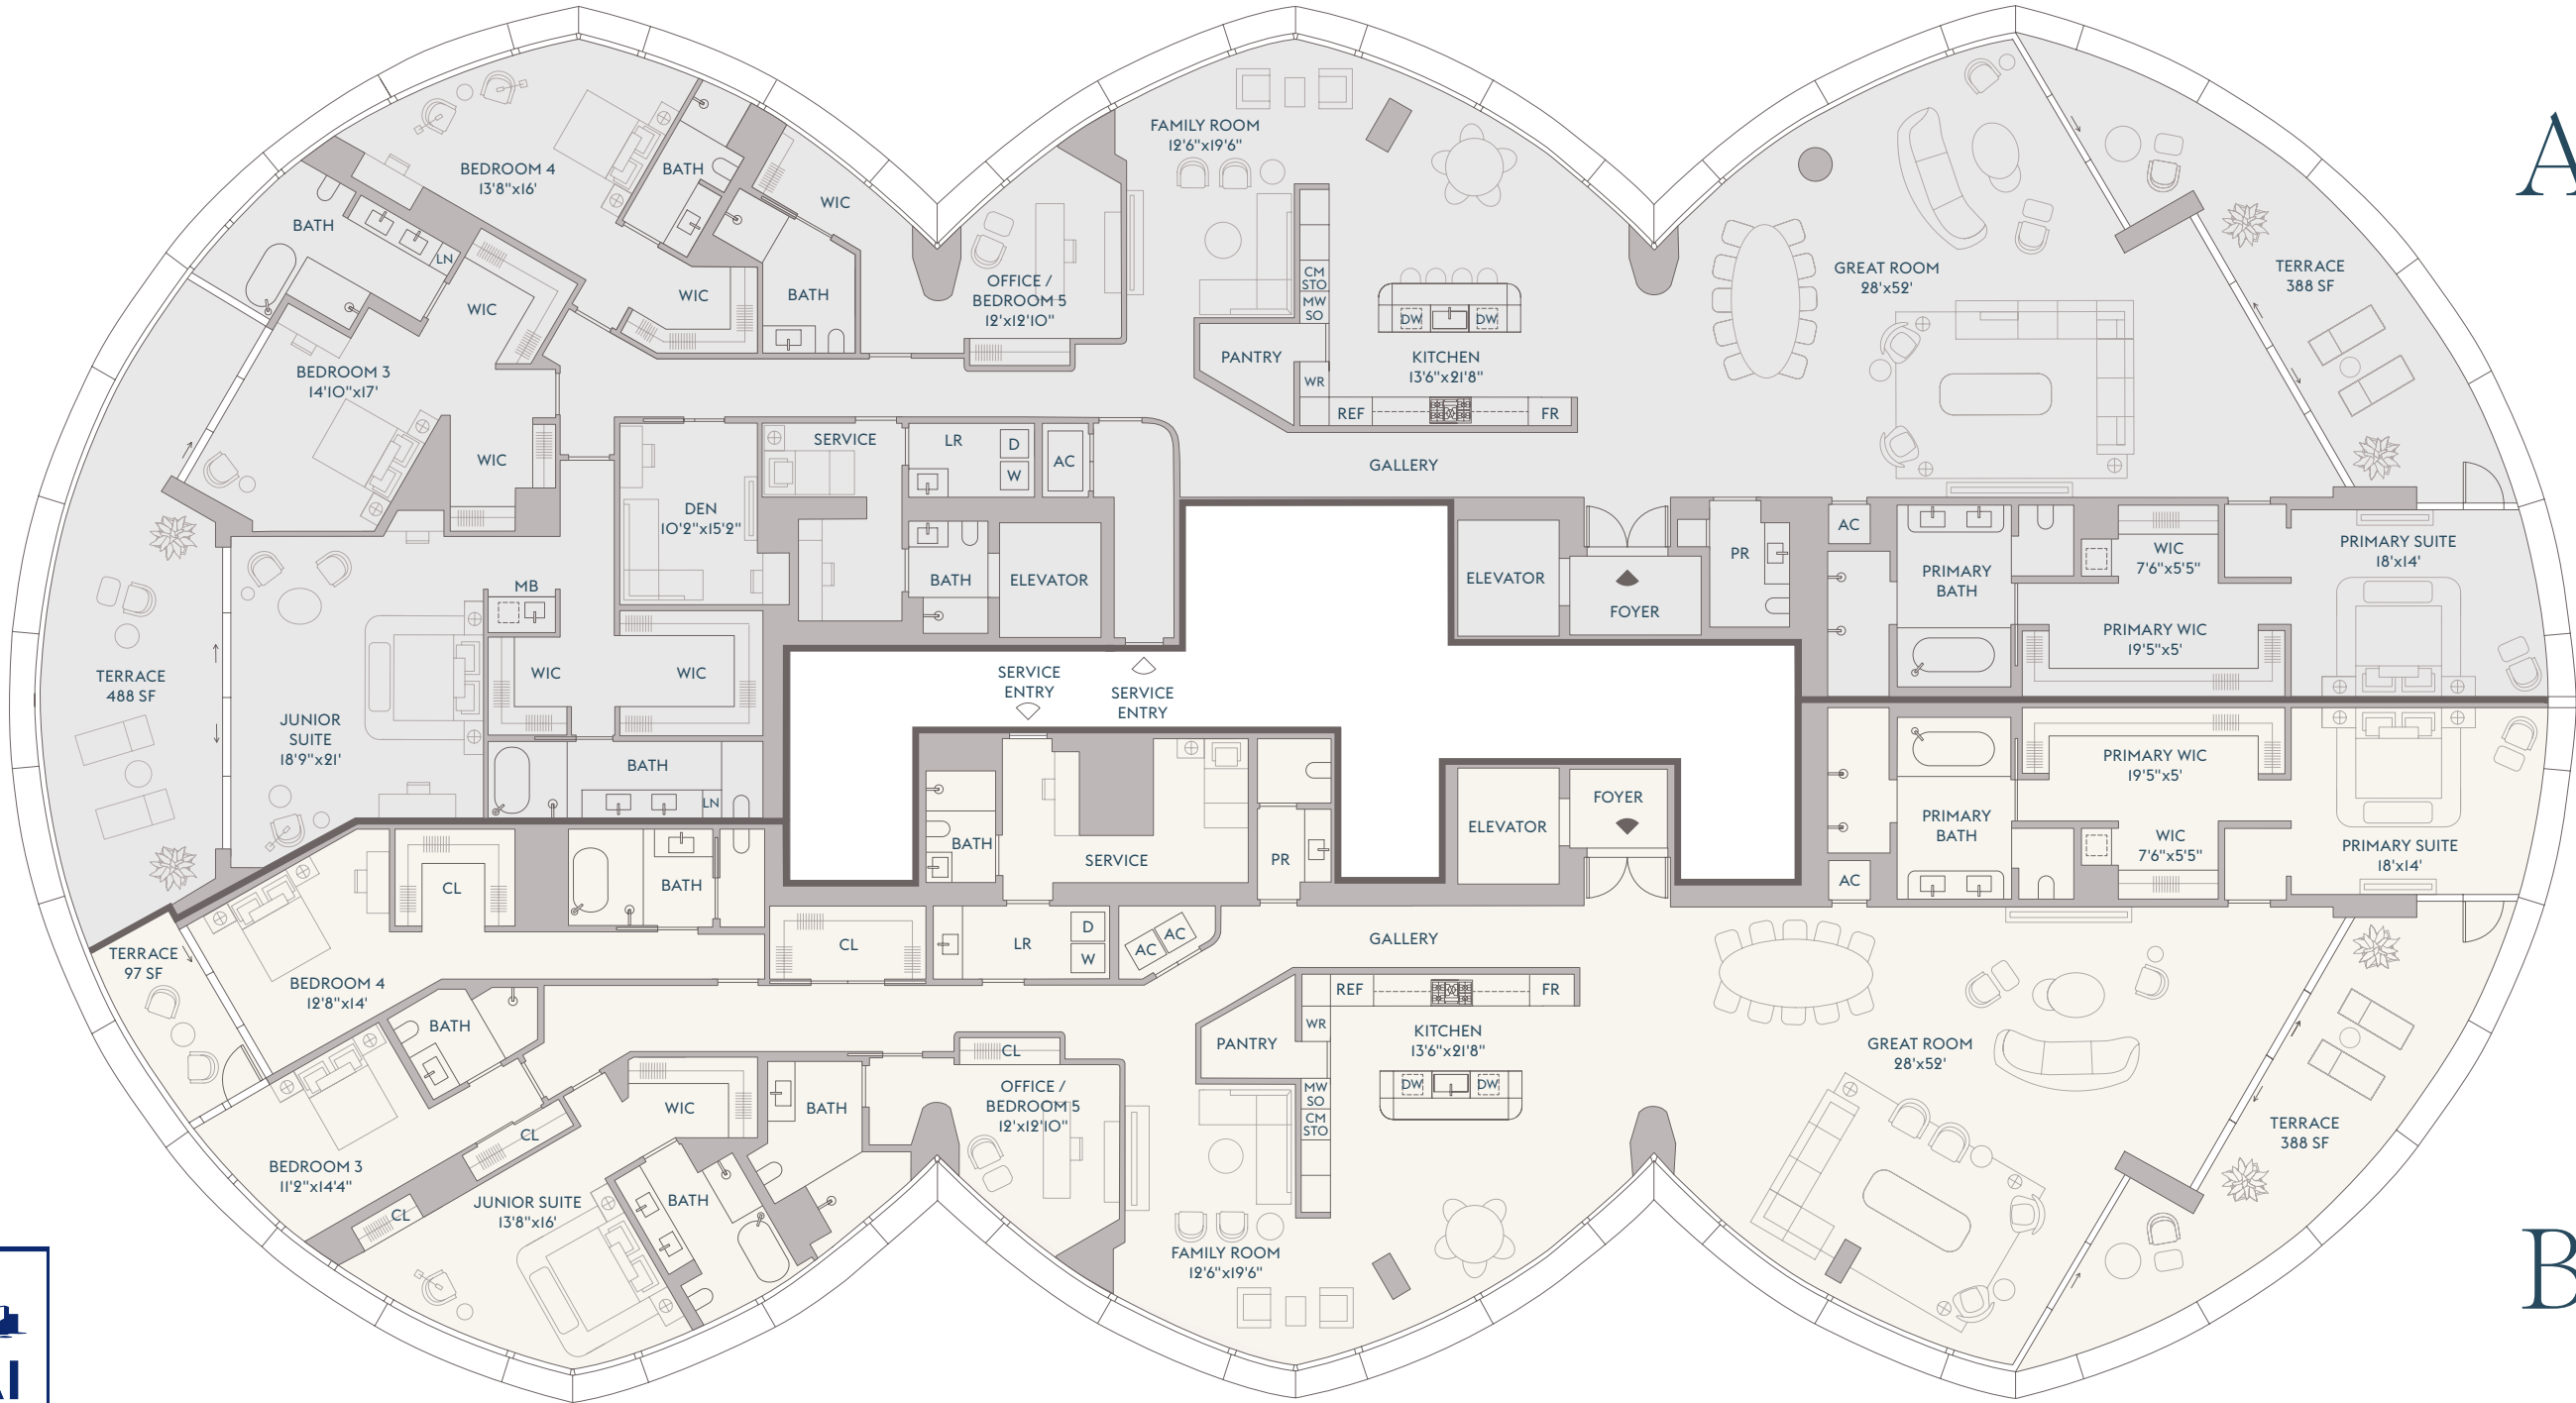 A
FAMILY ROOM
12'6"x19'6"
BEDROOM 4
13'8"x16'
BATH
WIC
BATH
LN
WIC
WIC
BATH
OFFICE /
BEDROOM 5
12'x12'10"
CM
STO
MW
SO
DW
DW
GREAT ROOM
28'x52'
TERRACE
388 SF
BEDROOM 3
14'10"x17'
PANTRY
KITCHEN
13'6"x21'8"
WR
REF
FR
WIC
SERVICE
LR
D
W
AC
GALLERY
DEN
10'2"x15'2"
MB
BATH
ELEVATOR
ELEVATOR
FOYER
PR
AC
PRIMARY
BATH
WIC
7'6"x5'5"
PRIMARY SUITE
18'x14'
PRIMARY WIC
19'5"x5'
TERRACE
488 SF
WIC
WIC
SERVICE
ENTRY
SERVICE
ENTRY
JUNIOR
SUITE
18'9"x21'
BATH
LN
BATH
SERVICE
PR
ELEVATOR
FOYER
PRIMARY WIC
19'5"x5'
PRIMARY
BATH
WIC
7'6"x5'5"
PRIMARY SUITE
18'x14'
AC
CL
BATH
TERRACE
97 SF
BEDROOM 4
12'8"x14'
CL
LR
D
W
AC
AC
GALLERY
REF
FR
WR
PANTRY
KITCHEN
13'6"x21'8"
GREAT ROOM
28'x52'
BATH
CL
OFFICE /
BEDROOM 5
12'x12'10"
WIC
BATH
MW
SO
CM
STO
DW
DW
TERRACE
388 SF
CL
BEDROOM 3
11'2"x14'4"
CL
JUNIOR SUITE
13'8"x16'
BATH
FAMILY ROOM
12'6"x19'6"
B